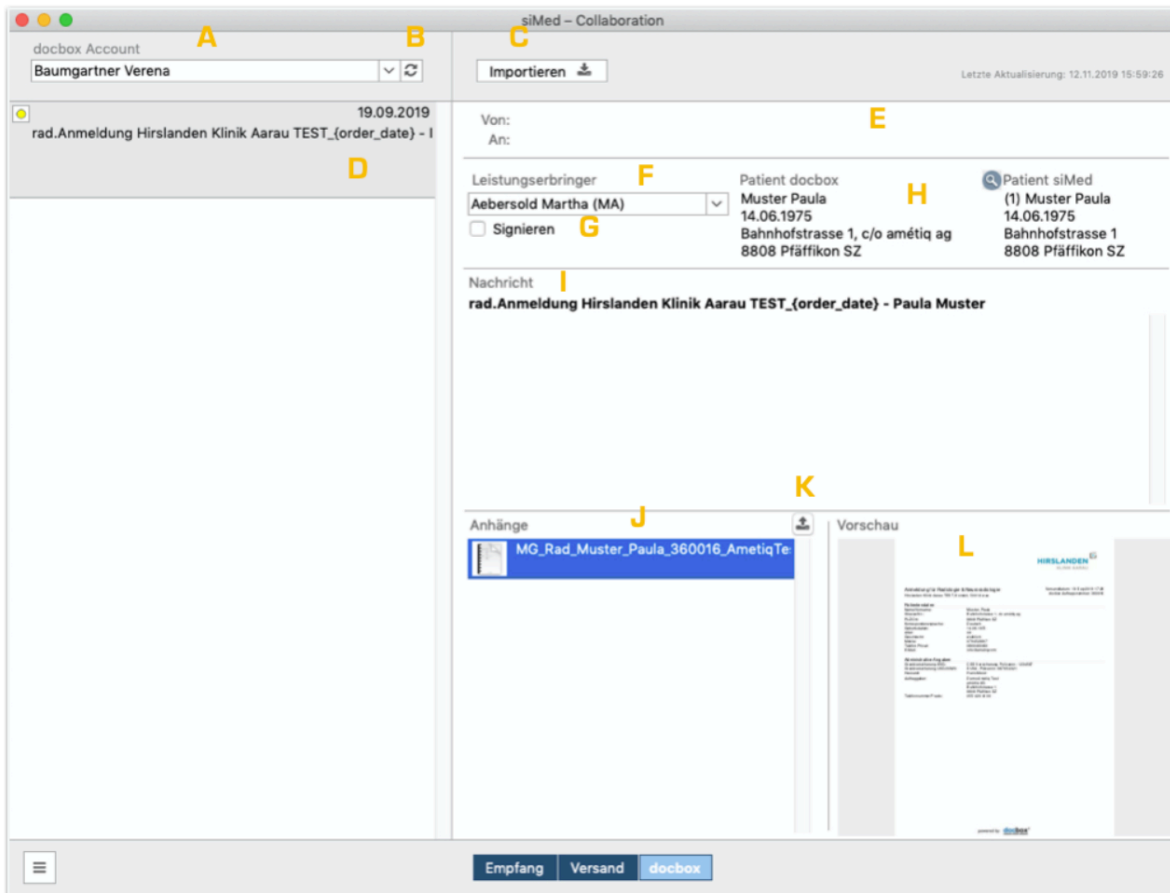 siMed – Collaboration
A
B
C
docbox Account
Baumgartner Verena
Importieren
Letzte Aktualisierung: 12.11.2019 15:59:26
19.09.2019
rad.Anmeldung Hirslanden Klinik Aarau TEST_{order_date} - I
D
Von:
E
An:
Leistungserbringer
F
Patient docbox
H
Patient siMed
Aebersold Martha (MA)
Muster Paula
(1) Muster Paula
Signieren
G
14.06.1975
14.06.1975
Bahnhofstrasse 1, c/o amétiq ag
Bahnhofstrasse 1
8808 Pfäffikon SZ
8808 Pfäffikon SZ
Nachricht
I
rad.Anmeldung Hirslanden Klinik Aarau TEST_{order_date} - Paula Muster
K
Anhänge
J
Vorschau
MG_Rad_Muster_Paula_360016_AmetiqTe
L
HIRSLANDEN
powered by docbox
Empfang
Versand
docbox